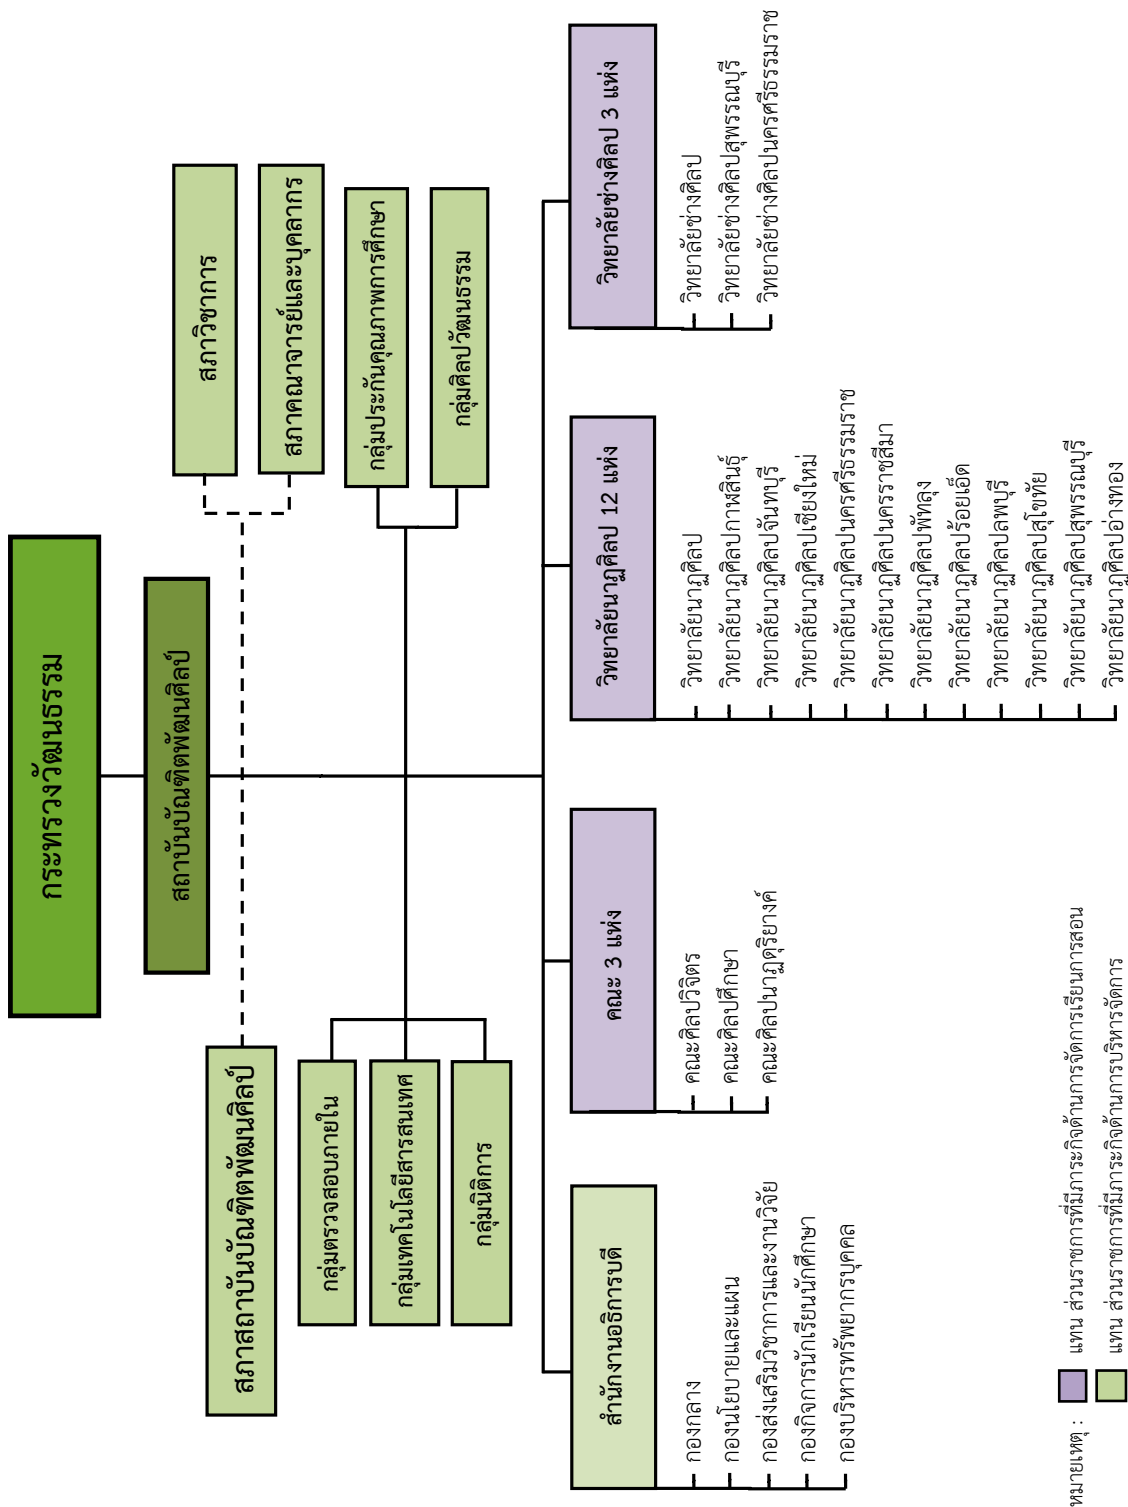 กระทรวงวัฒนธรรม
สถาบันบัณฑิตพัฒนศิลป์
สภาสถาบันบัณฑิตพัฒนศิลป์
สภาวิชาการ
สภาคณาจารย์และบุคลากร
กลุ่มตรวจสอบภายใน
กลุ่มเทคโนโลยีสารสนเทศ
กลุ่มนิติการ
กลุ่มประกันคุณภาพการศึกษา
กลุ่มศิลปวัฒนธรรม
สำนักงานอธิการบดี
กองกลาง
กองนโยบายและแผน
กองส่งเสริมวิชาการและงานวิจัย
กองกิจการนักเรียนนักศึกษา
กองบริหารทรัพยากรบุคคล
คณะ 3 แห่ง
คณะศิลปวิจิตร
คณะศิลปศึกษา
คณะศิลปนาฏดุริยางค์
วิทยาลัยนาฏศิลป 12 แห่ง
วิทยาลัยนาฏศิลป
วิทยาลัยนาฏศิลปกาฬสินธุ์
วิทยาลัยนาฏศิลปจันทบุรี
วิทยาลัยนาฏศิลปเชียงใหม่
วิทยาลัยนาฏศิลปนครศรีธรรมราช
วิทยาลัยนาฏศิลปนครราชสีมา
วิทยาลัยนาฏศิลปพัทลุง
วิทยาลัยนาฏศิลปร้อยเอ็ด
วิทยาลัยนาฏศิลปลพบุรี
วิทยาลัยนาฏศิลปสุโขทัย
วิทยาลัยนาฏศิลปสุพรรณบุรี
วิทยาลัยนาฏศิลปอ่างทอง
วิทยาลัยช่างศิลป 3 แห่ง
วิทยาลัยช่างศิลป
วิทยาลัยช่างศิลปสุพรรณบุรี
วิทยาลัยช่างศิลปนครศรีธรรมราช
หมายเหตุ : แทน ส่วนราชการที่มีภาระกิจด้านการจัดการเรียนการสอน
แทน ส่วนราชการที่มีภาระกิจด้านการบริหารจัดการ